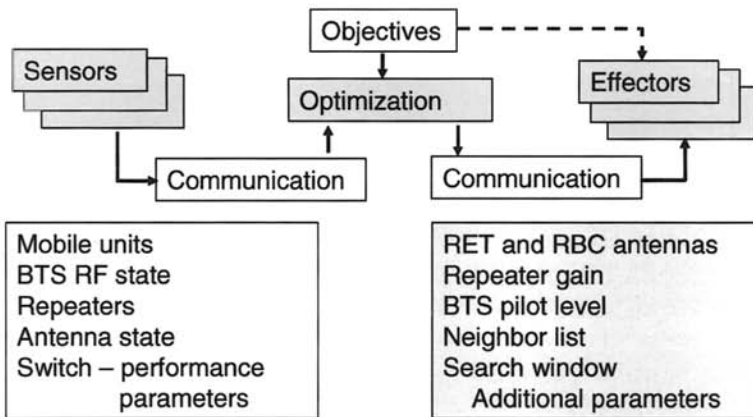 Objectives
Sensors
Effectors
Optimization
Communication
Communication
Mobile units
BTS RF state
Repeaters
Antenna state
Switch – performance
parameters
RET and RBC antennas
Repeater gain
BTS pilot level
Neighbor list
Search window
Additional parameters